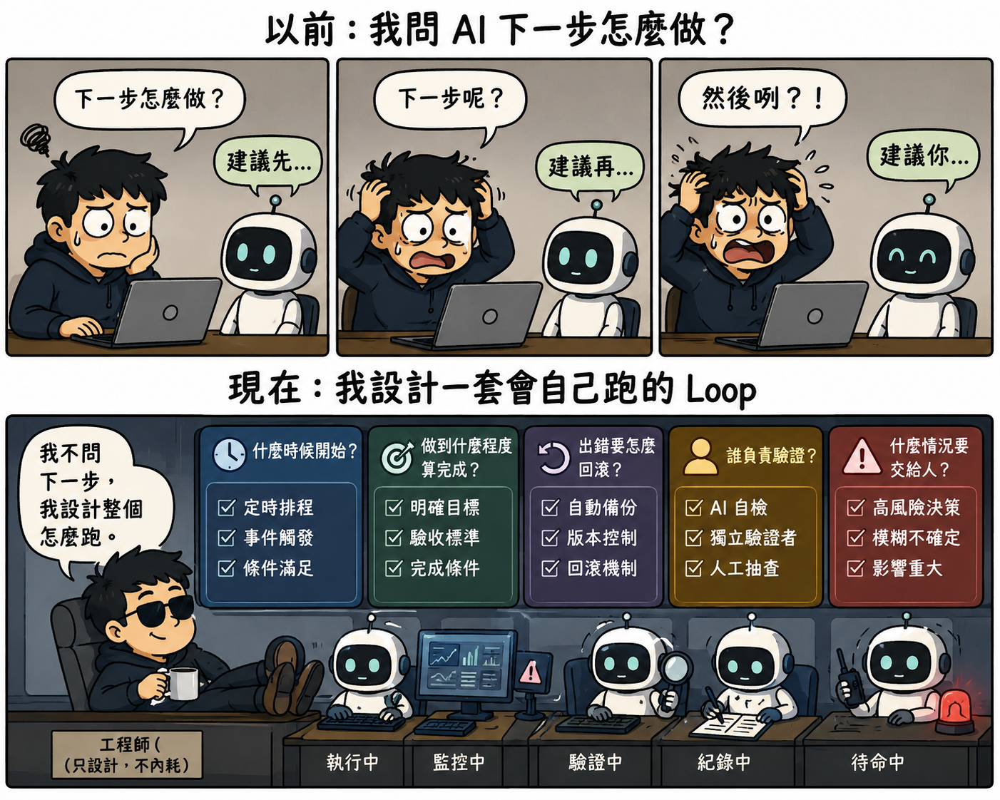 以前：我問 AI 下一步怎麼做？
下一步怎麼做？
建議先...
下一步呢？
建議再...
然後咧？！
建議你...
現在：我設計一套會自己跑的 Loop
我不問
下一步，
我設計整個
怎麼跑。
什麼時候開始？
定時排程
事件觸發
條件滿足
做到什麼程度
算完成？
明確目標
驗收標準
完成條件
出錯要怎麼
回滾？
自動備份
版本控制
回滾機制
誰負責驗證？
AI 自檢
獨立驗證者
人工抽查
什麼情況要
交給人？
高風險決策
模糊不確定
影響重大
工程師（
（只設計，不內耗）
執行中
監控中
驗證中
紀錄中
待命中